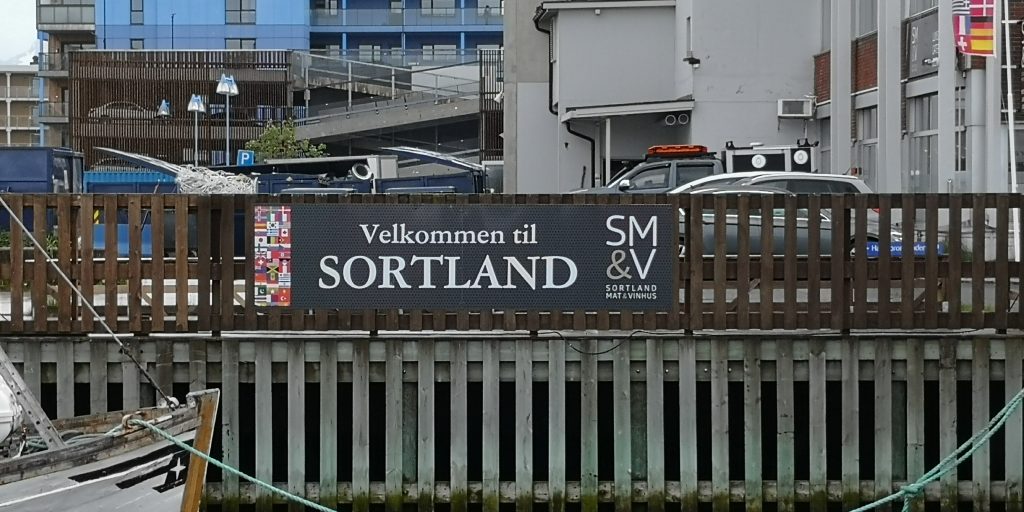 Velkommen til
SORTLAND
SM
&V
SORTLAND
MAT&VINHUS
P